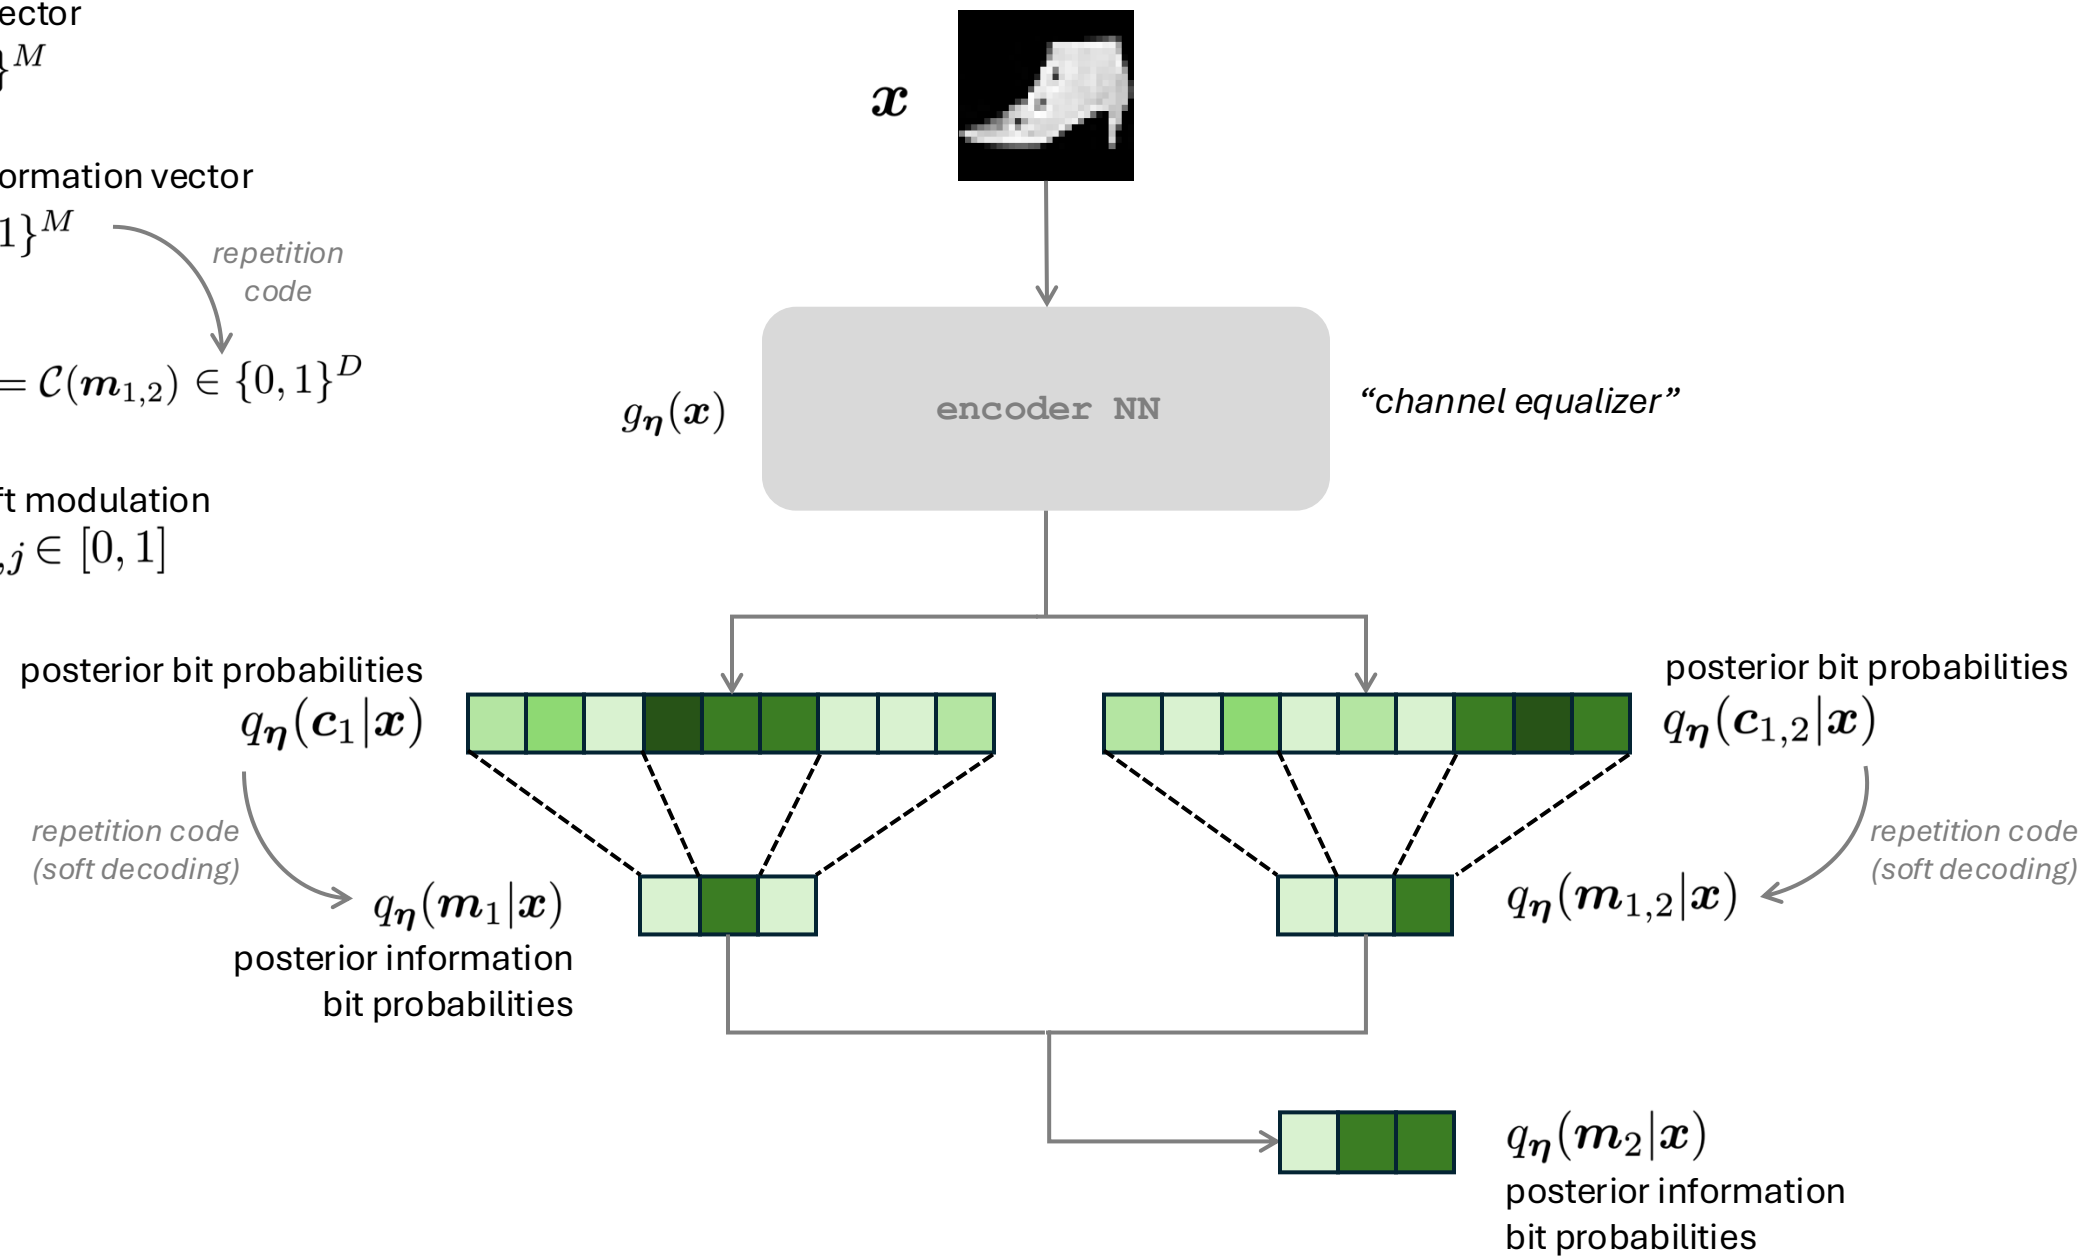 ector
}^M
x
ormation vector
1}^M
repetition
code
= C(m_{1,2}) ∈ {0, 1}^D
g_η(x)
encoder NN
“channel equalizer”
ft modulation
,j ∈ [0, 1]
posterior bit probabilities
q_η(c_1|x)
posterior bit probabilities
q_η(c_{1,2}|x)
repetition code
(soft decoding)
repetition code
(soft decoding)
q_η(m_1|x)
posterior information
bit probabilities
q_η(m_{1,2}|x)
q_η(m_2|x)
posterior information
bit probabilities